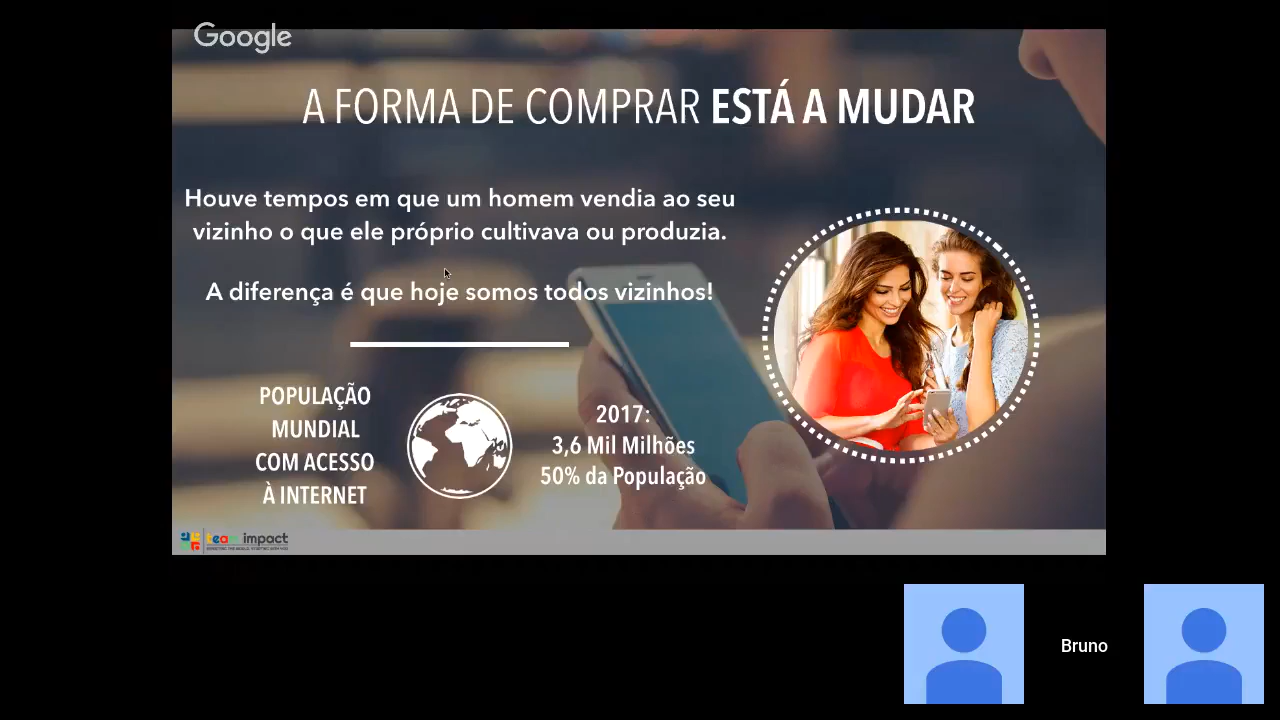 Google
A FORMA DE COMPRAR ESTÁ A MUDAR
Houve tempos em que um homem vendia ao seu
vizinho o que ele próprio cultivava ou produzia.
A diferença é que hoje somos todos vizinhos!
POPULAÇÃO
MUNDIAL
COM ACESSO
À INTERNET
2017:
3,6 Mil Milhões
50% da População
team impact
Bruno